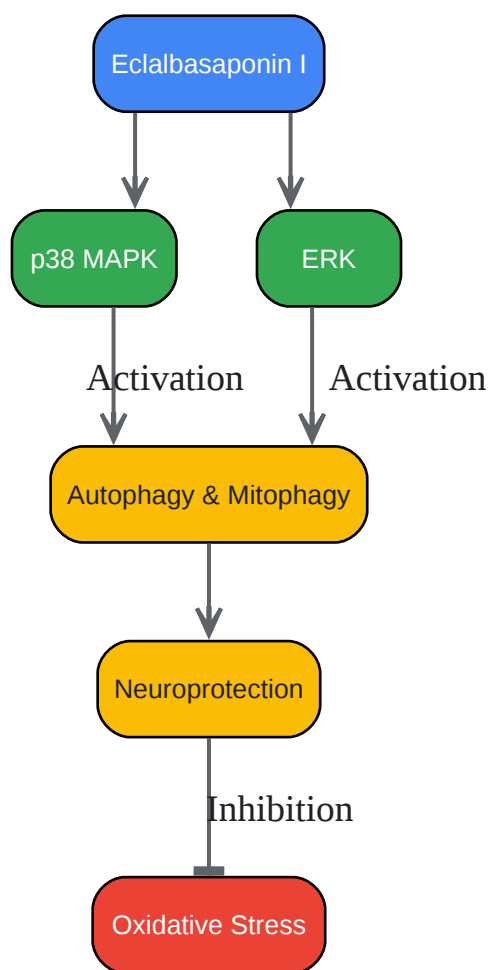 Eclalbasaponin I
p38 MAPK
ERK
Activation
Activation
Autophagy & Mitophagy
Neuroprotection
Inhibition
Oxidative Stress